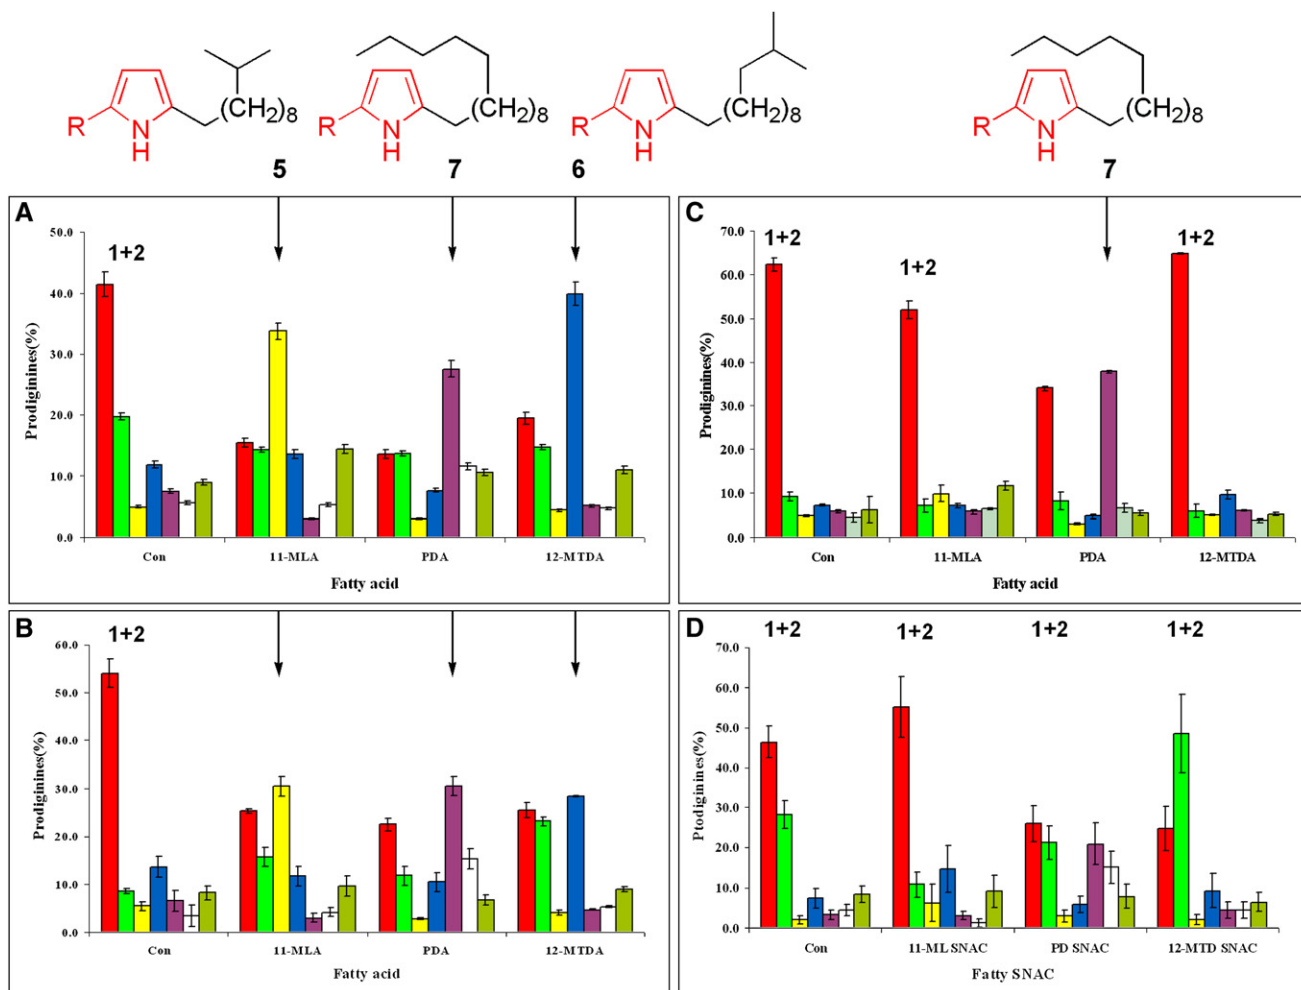 R N H (CH2)8
5
R N H (CH2)8
7
R N H (CH2)8
6
R N H (CH2)8
7
A
50.0
40.0
30.0
20.0
10.0
0.0
Prodiginines(%)
1+2
Con 11-MLA PDA 12-MTDA
Fatty acid
B
60.0
50.0
40.0
30.0
20.0
10.0
0.0
Prodiginines(%)
1+2
Con 11-MLA PDA 12-MTDA
Fatty acid
C
70.0
60.0
50.0
40.0
30.0
20.0
10.0
0.0
Prodiginines(%)
1+2
1+2
1+2
Con 11-MLA PDA 12-MTDA
Fatty acid
D
70.0
60.0
50.0
40.0
30.0
20.0
10.0
0.0
Ptodiginines(%)
1+2 1+2 1+2 1+2
Con 11-ML SNAC PD SNAC 12-MTD SNAC
Fatty SNAC